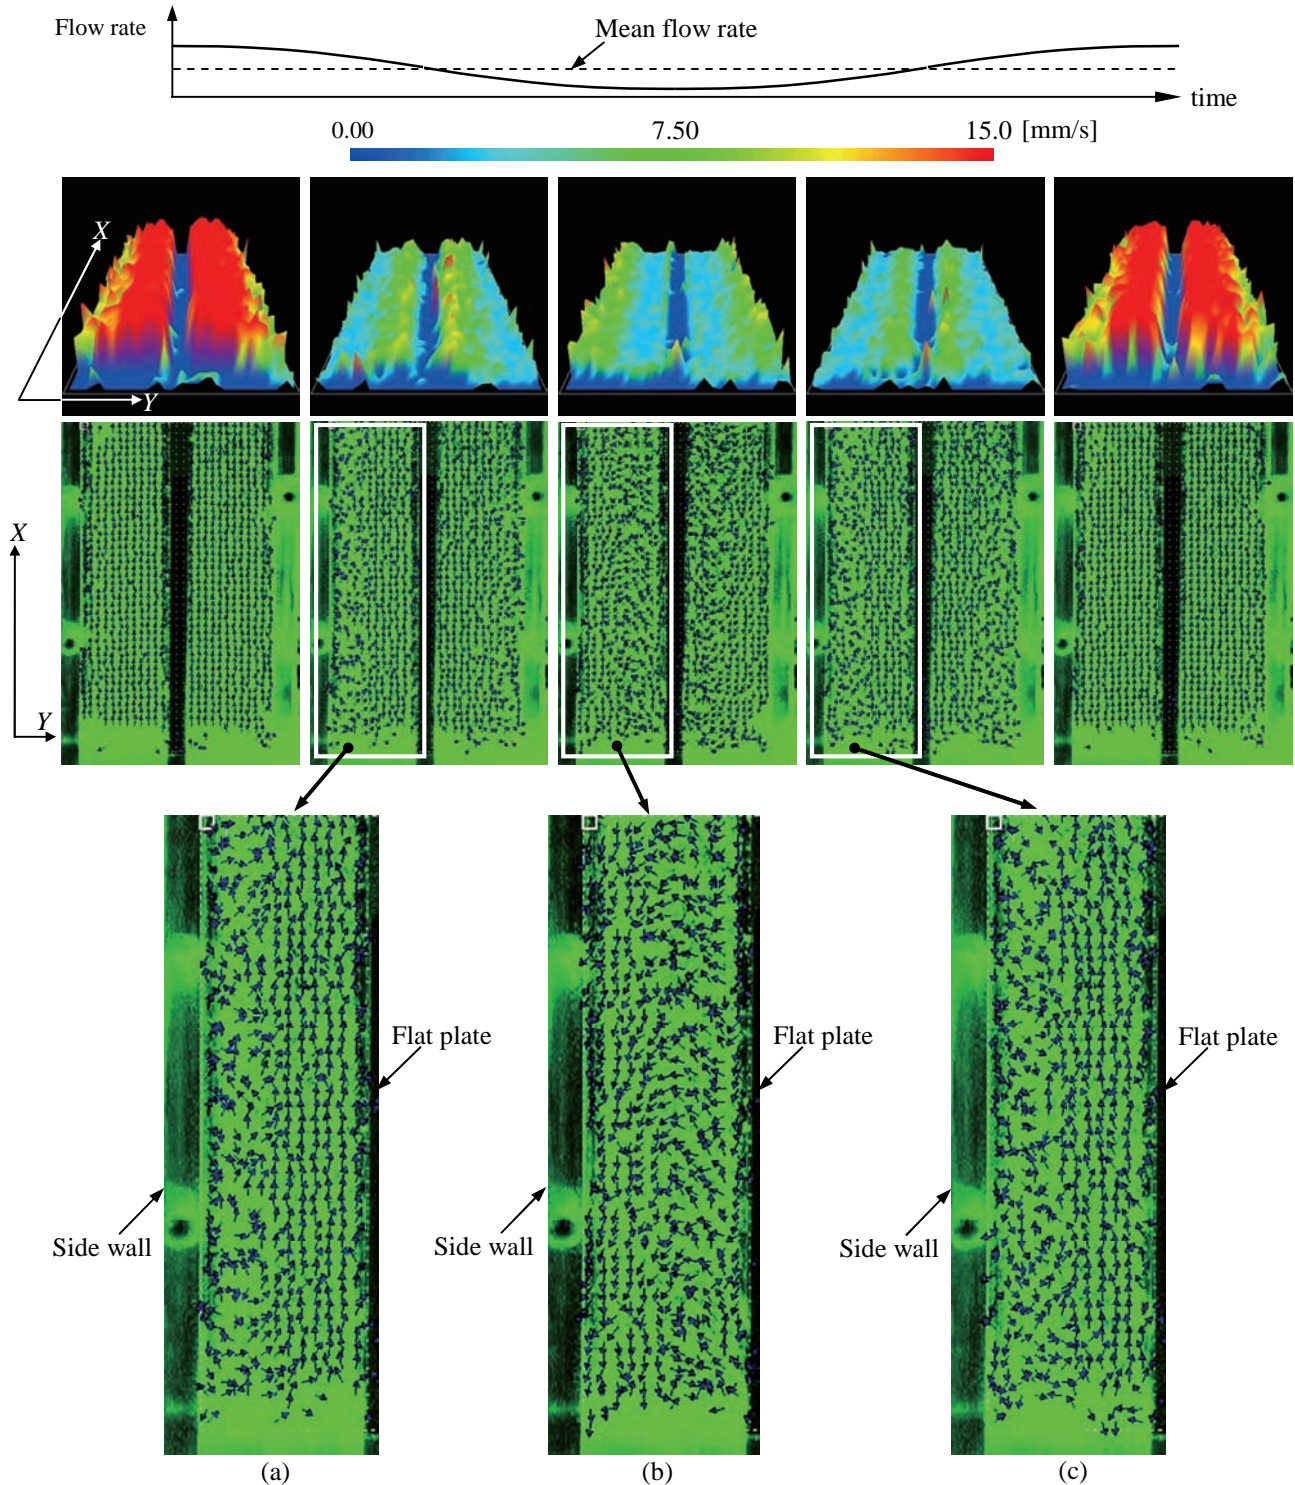 Flow rate
Mean flow rate
time
0.00 7.50 15.0 [mm/s]
X
Y
X
Y
Flat plate
Flat plate
Flat plate
Side wall
Side wall
Side wall
(a) (b) (c)